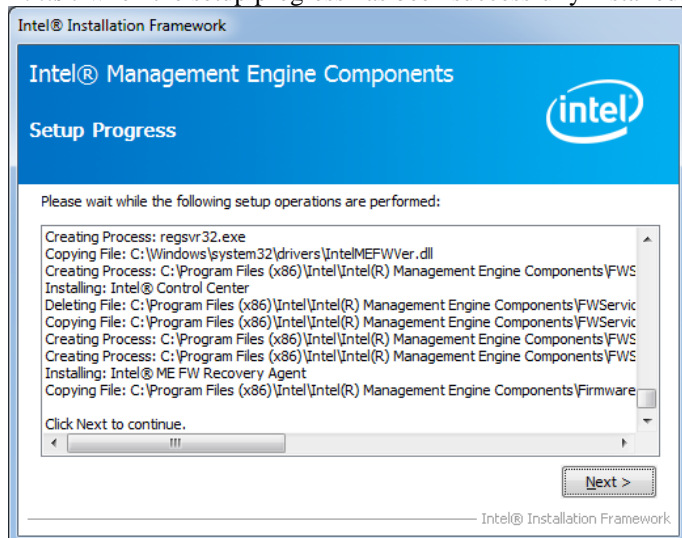 Intel® Installation Framework
Intel® Management Engine Components
intel
Setup Progress
Please wait while the following setup operations are performed:
Creating Process: regsvr32.exe
Copying File: C:\Windows\system32\drivers\IntelMEFWVer.dll
Creating Process: C:\Program Files (x86)\Intel\Intel(R) Management Engine Components\FWS
Installing: Intel® Control Center
Deleting File: C:\Program Files (x86)\Intel\Intel(R) Management Engine Components\FWServic
Copying File: C:\Program Files (x86)\Intel\Intel(R) Management Engine Components\FWServic
Creating Process: C:\Program Files (x86)\Intel\Intel(R) Management Engine Components\FWS
Creating Process: C:\Program Files (x86)\Intel\Intel(R) Management Engine Components\FWS
Installing: Intel® ME FW Recovery Agent
Copying File: C:\Program Files (x86)\Intel\Intel(R) Management Engine Components\Firmware
Click Next to continue.
Next >
Intel® Installation Framework